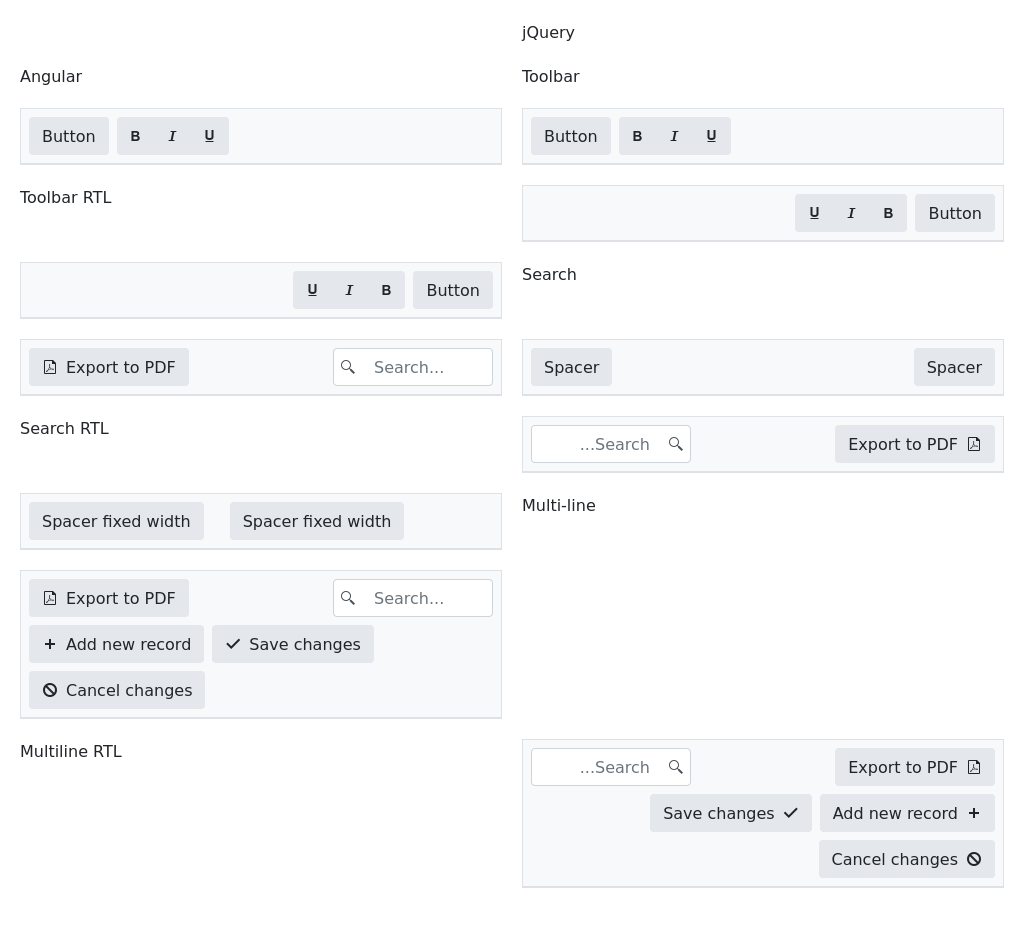 jQuery
Angular
Toolbar
Button B I U
Button B I U
Toolbar RTL
U I B Button
Search
U I B Button
Export to PDF Search...
Spacer Spacer
Search RTL
...Search Export to PDF
Multi-line
Spacer fixed width Spacer fixed width
Export to PDF Search...
Add new record Save changes
Cancel changes
Multiline RTL
...Search Export to PDF
Save changes Add new record
Cancel changes